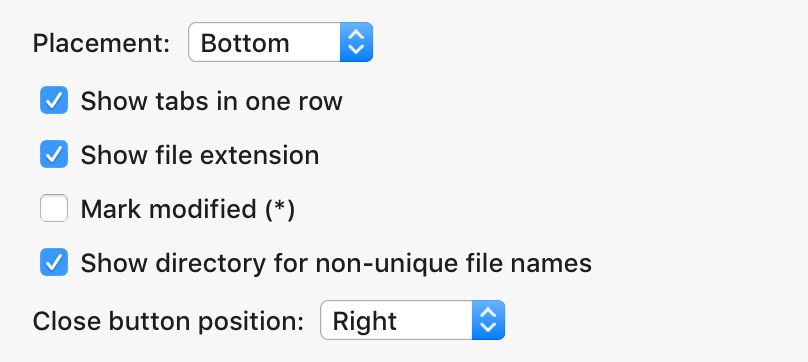 Placement: Bottom
Show tabs in one row
Show file extension
Mark modified (*)
Show directory for non-unique file names
Close button position: Right